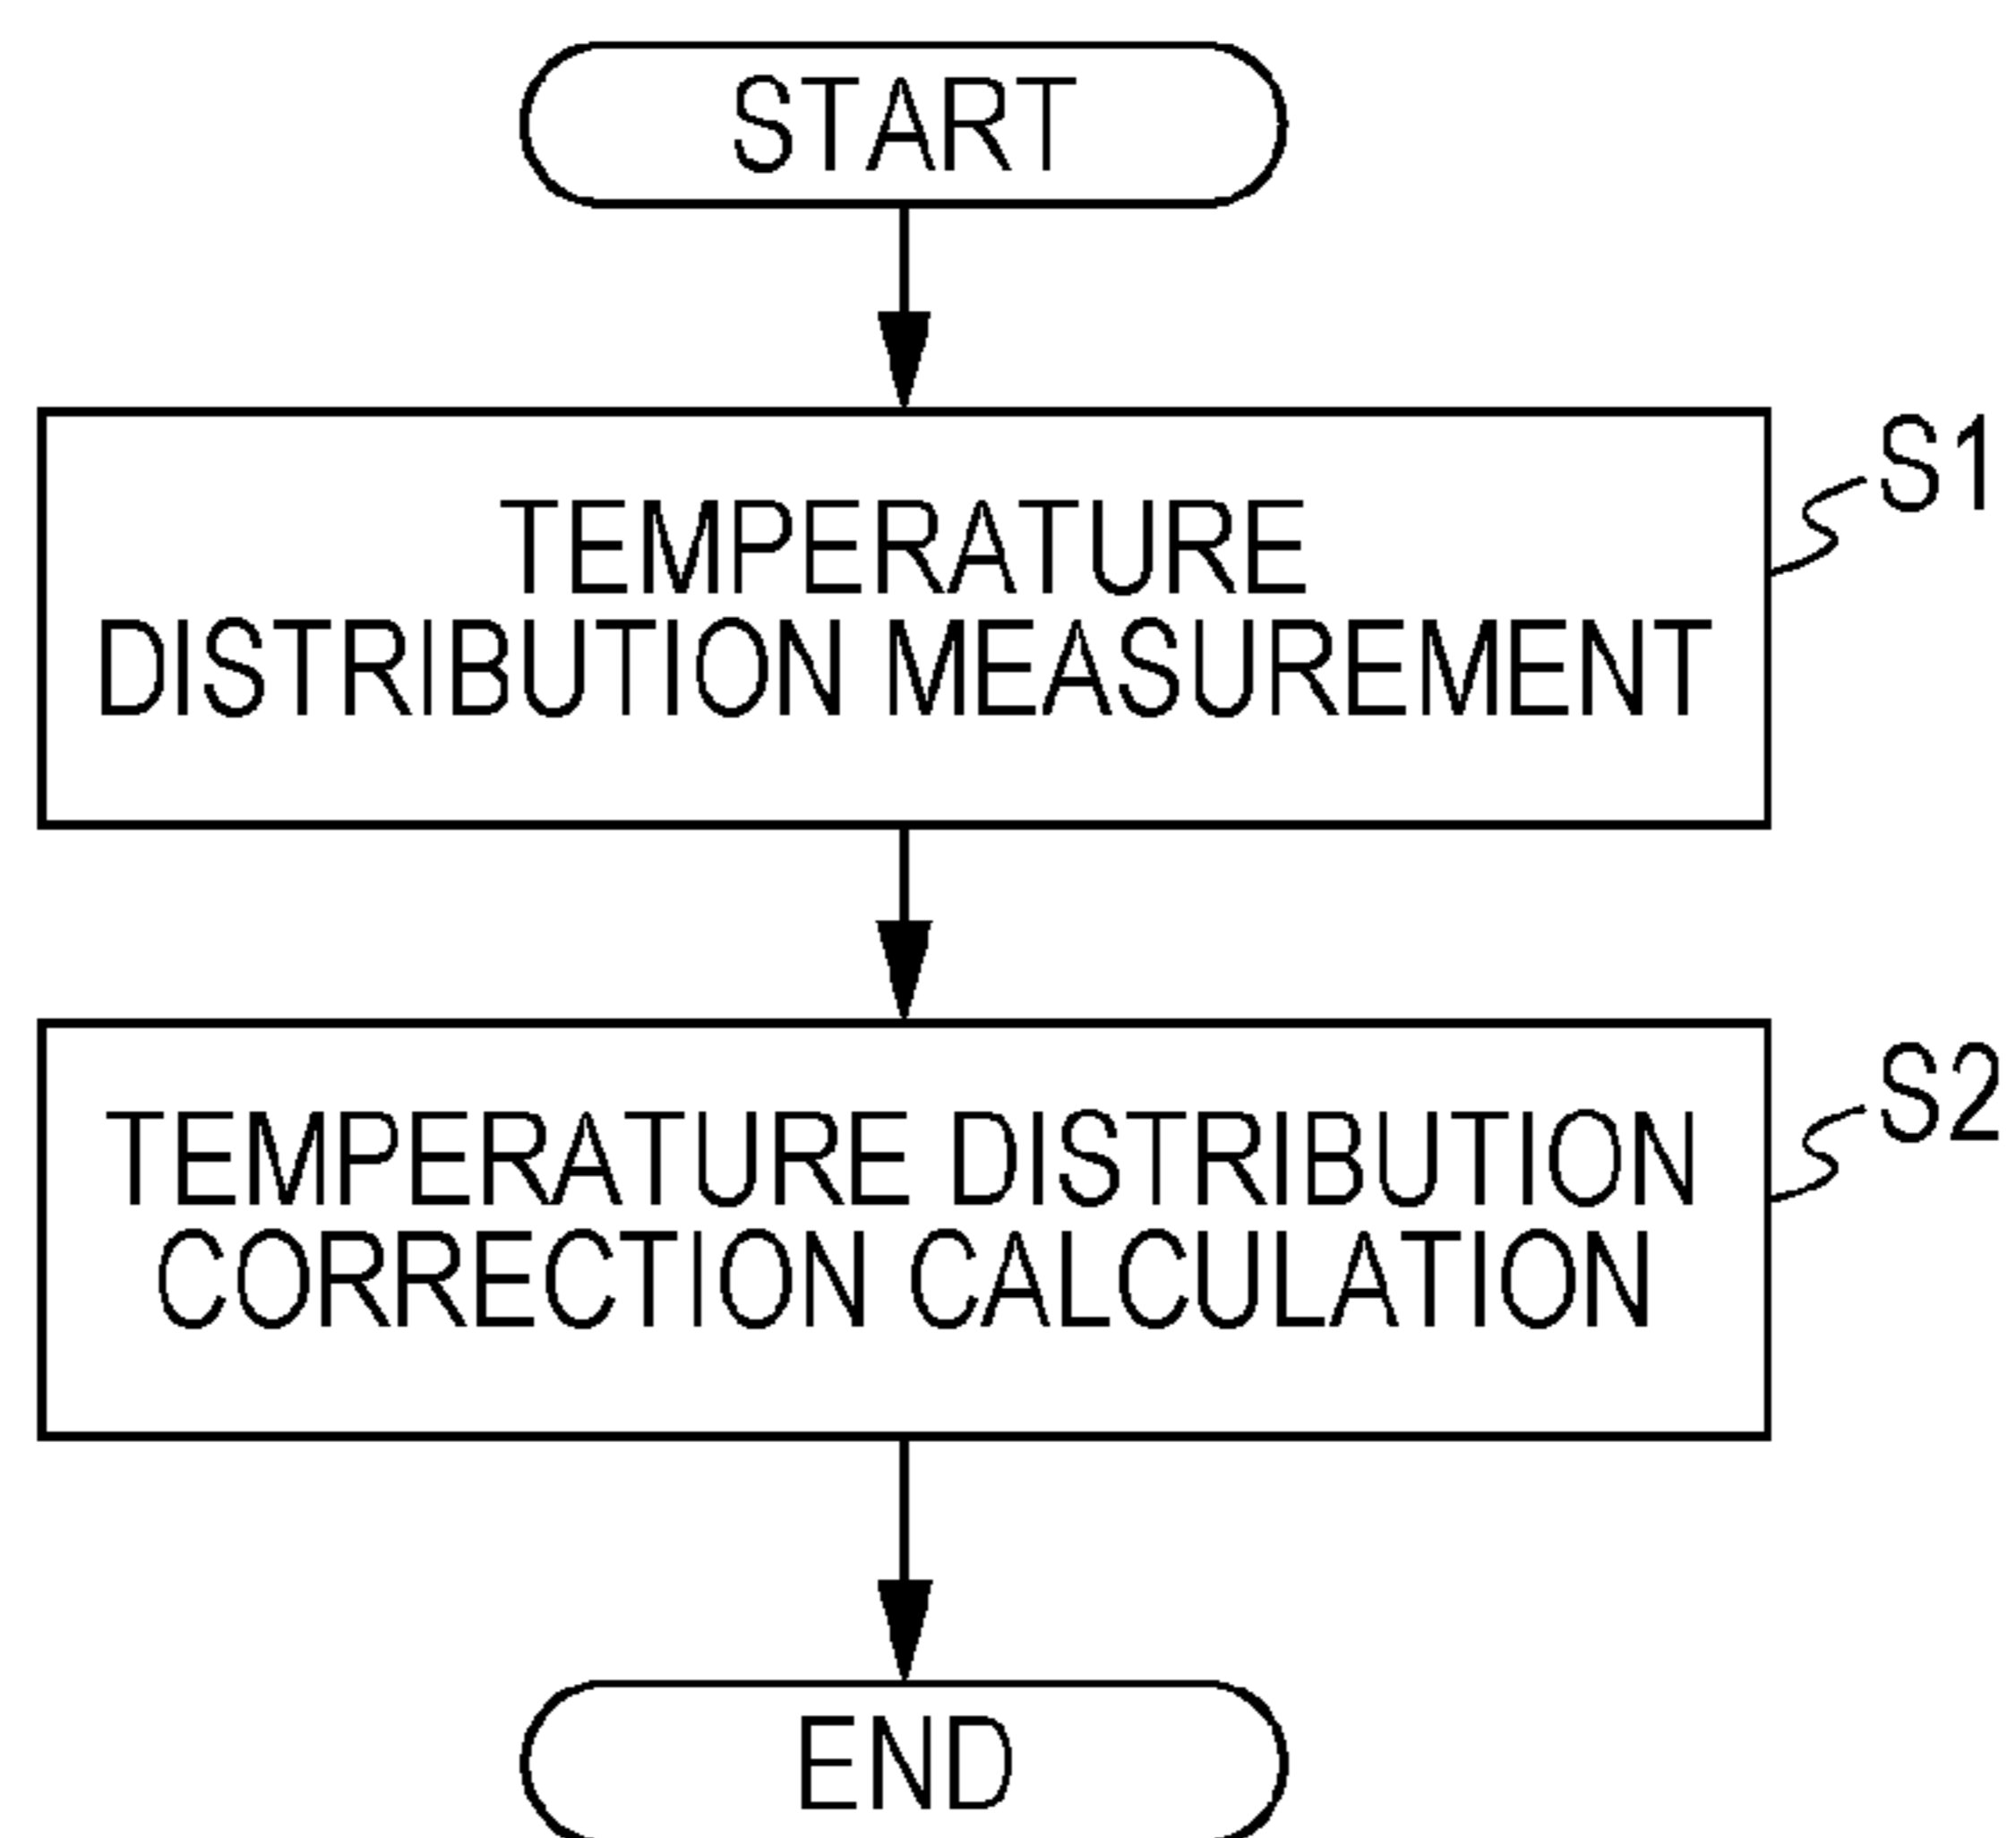 START
TEMPERATURE
DISTRIBUTION MEASUREMENT
S1
TEMPERATURE DISTRIBUTION
CORRECTION CALCULATION
S2
END